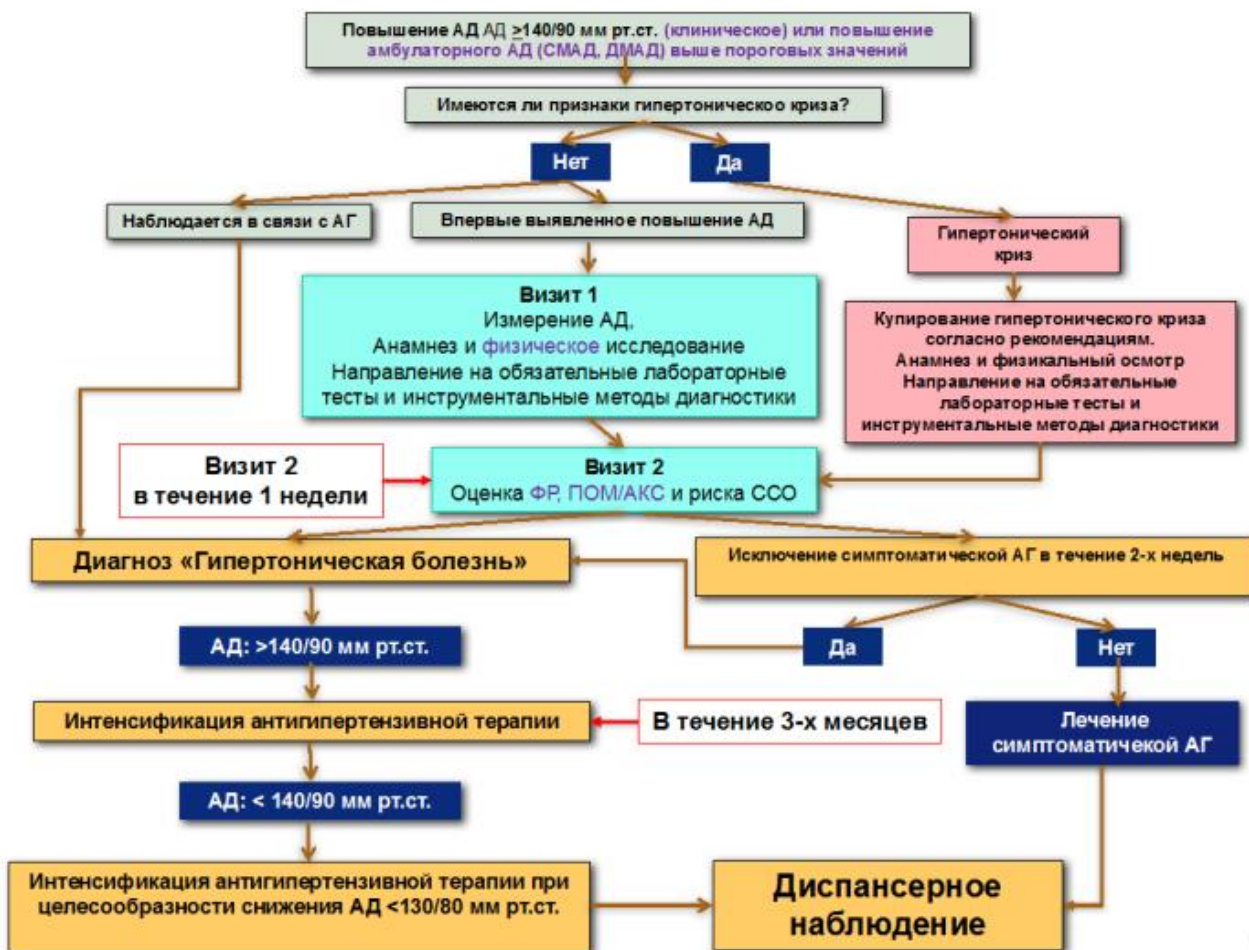 Повышение АД АД ≥140/90 мм рт.ст. (клиническое) или повышение
амбулаторного АД (СМАД, ДМАД) выше пороговых значений
Имеются ли признаки гипертоническоо криза?
Нет
Да
Наблюдается в связи с АГ
Впервые выявленное повышение АД
Гипертонический
криз
Визит 1
Измерение АД,
Анамнез и физическое исследование
Направление на обязательные лабораторные
тесты и инструментальные методы диагностики
Купирование гипертонического криза
согласно рекомендациям.
Анамнез и физикальный осмотр
Направление на обязательные
лабораторные тесты и
инструментальные методы диагностики
Визит 2
в течение 1 недели
Визит 2
Оценка ФР, ПОМ/АКС и риска ССО
Диагноз «Гипертоническая болезнь»
Исключение симптоматической АГ в течение 2-х недель
АД: >140/90 мм рт.ст.
Да
Нет
Интенсификация антигипертензивной терапии
В течение 3-х месяцев
Лечение
симптоматичекой АГ
АД: < 140/90 мм рт.ст.
Интенсификация антигипертензивной терапии при
целесообразности снижения АД <130/80 мм рт.ст.
Диспансерное
наблюдение